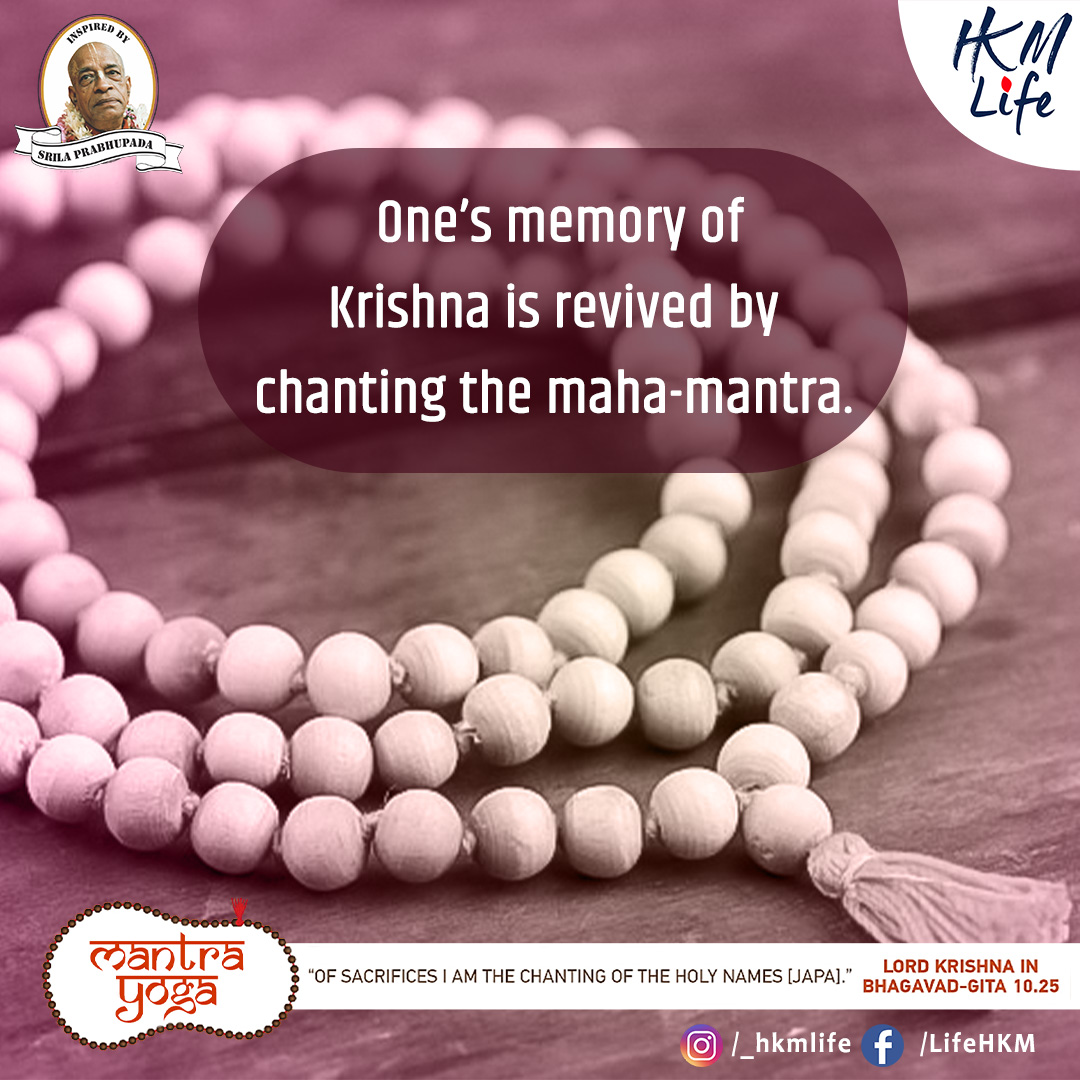 INSPIRED BY
SRILA PRABHUPADA
HKM
Life
One’s memory of
Krishna is revived by
chanting the maha-mantra.
mantra
yoga
“OF SACRIFICES I AM THE CHANTING OF THE HOLY NAMES [JAPA].”
LORD KRISHNA IN
BHAGAVAD-GITA 10.25
/_hkmlife
/LifeHKM